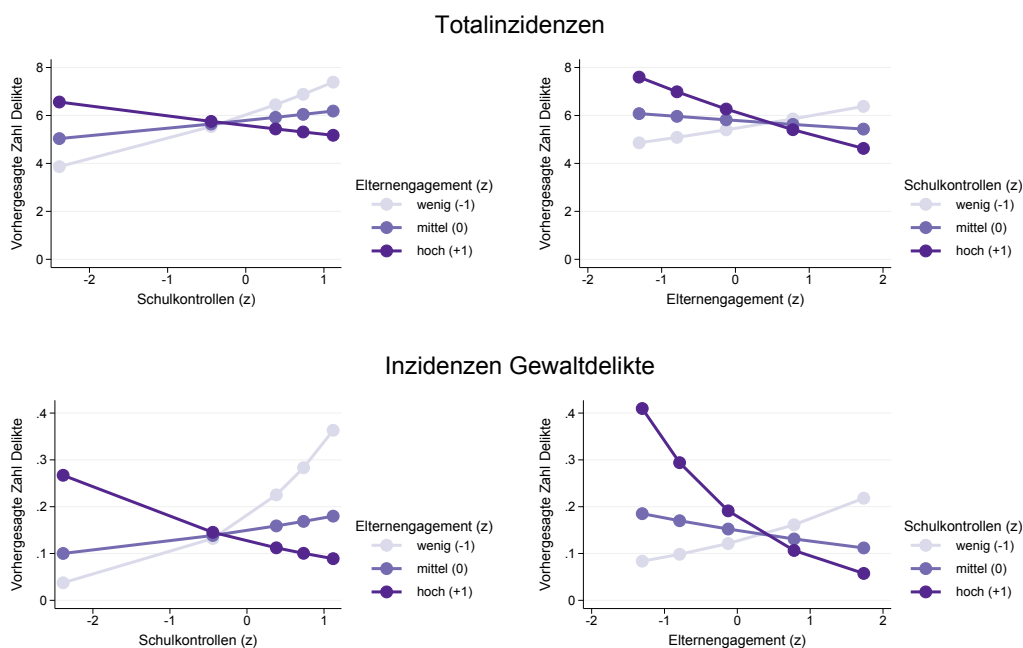 Totalinzidenzen
Vorhergesagte Zahl Delikte
8
6
4
2
0
-2 -1 0 1
Schulkontrollen (z)
Elternengagement (z)
wenig (-1)
mittel (0)
hoch (+1)
Vorhergesagte Zahl Delikte
8
6
4
2
0
-2 -1 0 1 2
Elternengagement (z)
Schulkontrollen (z)
wenig (-1)
mittel (0)
hoch (+1)
Inzidenzen Gewaltdelikte
Vorhergesagte Zahl Delikte
.4
.3
.2
.1
0
-2 -1 0 1
Schulkontrollen (z)
Elternengagement (z)
wenig (-1)
mittel (0)
hoch (+1)
Vorhergesagte Zahl Delikte
.4
.3
.2
.1
0
-2 -1 0 1 2
Elternengagement (z)
Schulkontrollen (z)
wenig (-1)
mittel (0)
hoch (+1)